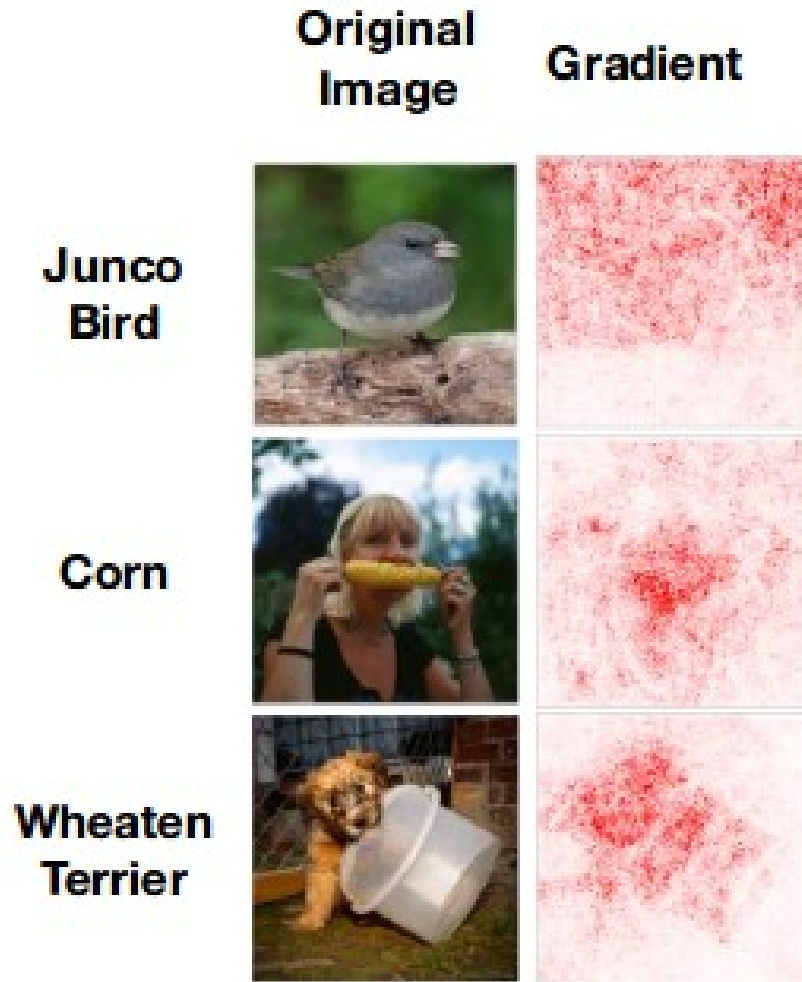 Original
Image
Gradient
Junco
Bird
Corn
Wheaten
Terrier